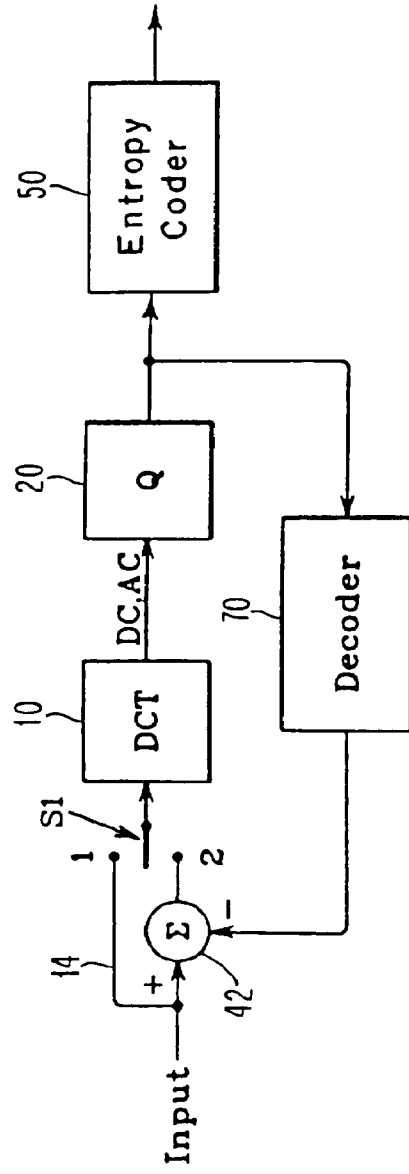 Input
14
+
Σ
42
-
1
2
S1
10
DCT
DC,AC
20
Q
50
Entropy
Coder
70
Decoder